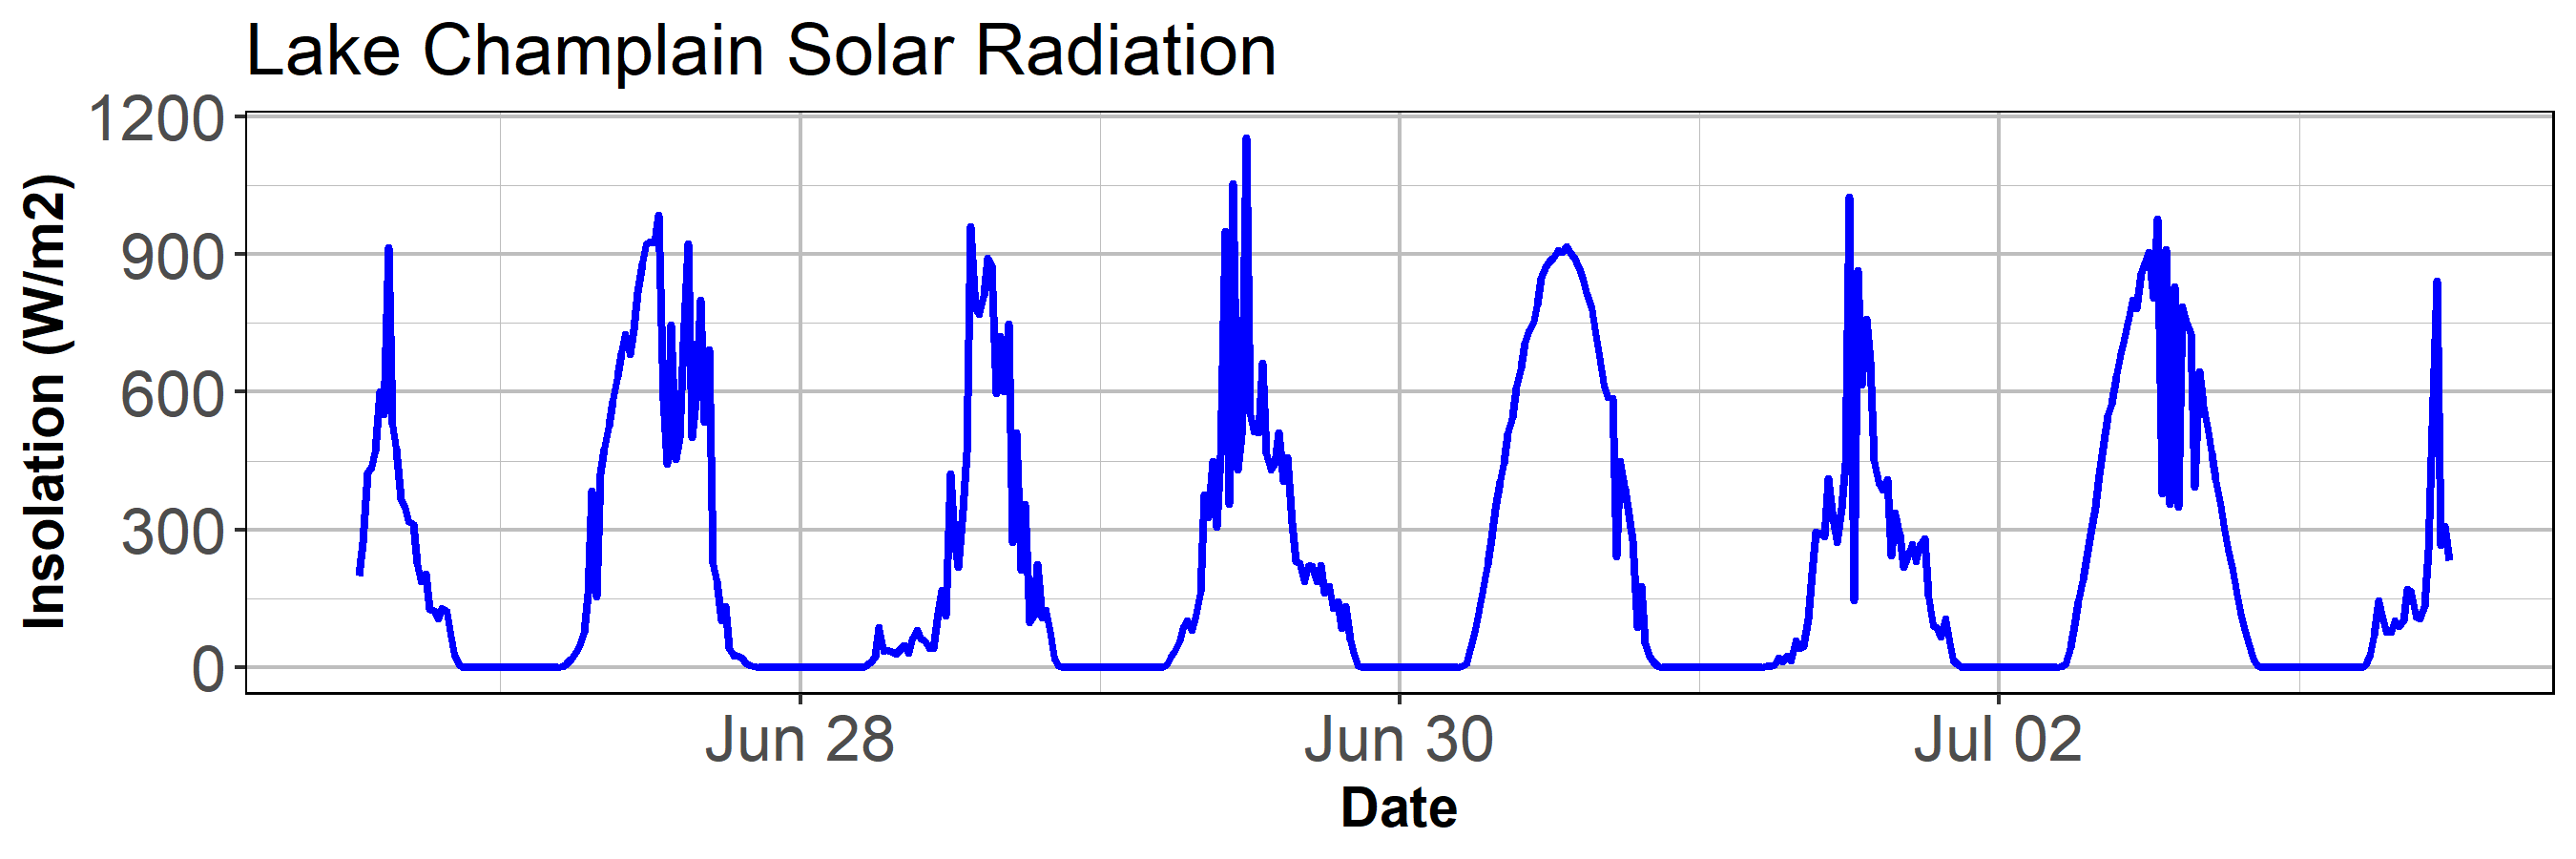 Lake Champlain Solar Radiation
1200
900
600
300
0
Insolation (W/m2)
Jun 28 Jun 30 Jul 02
Date